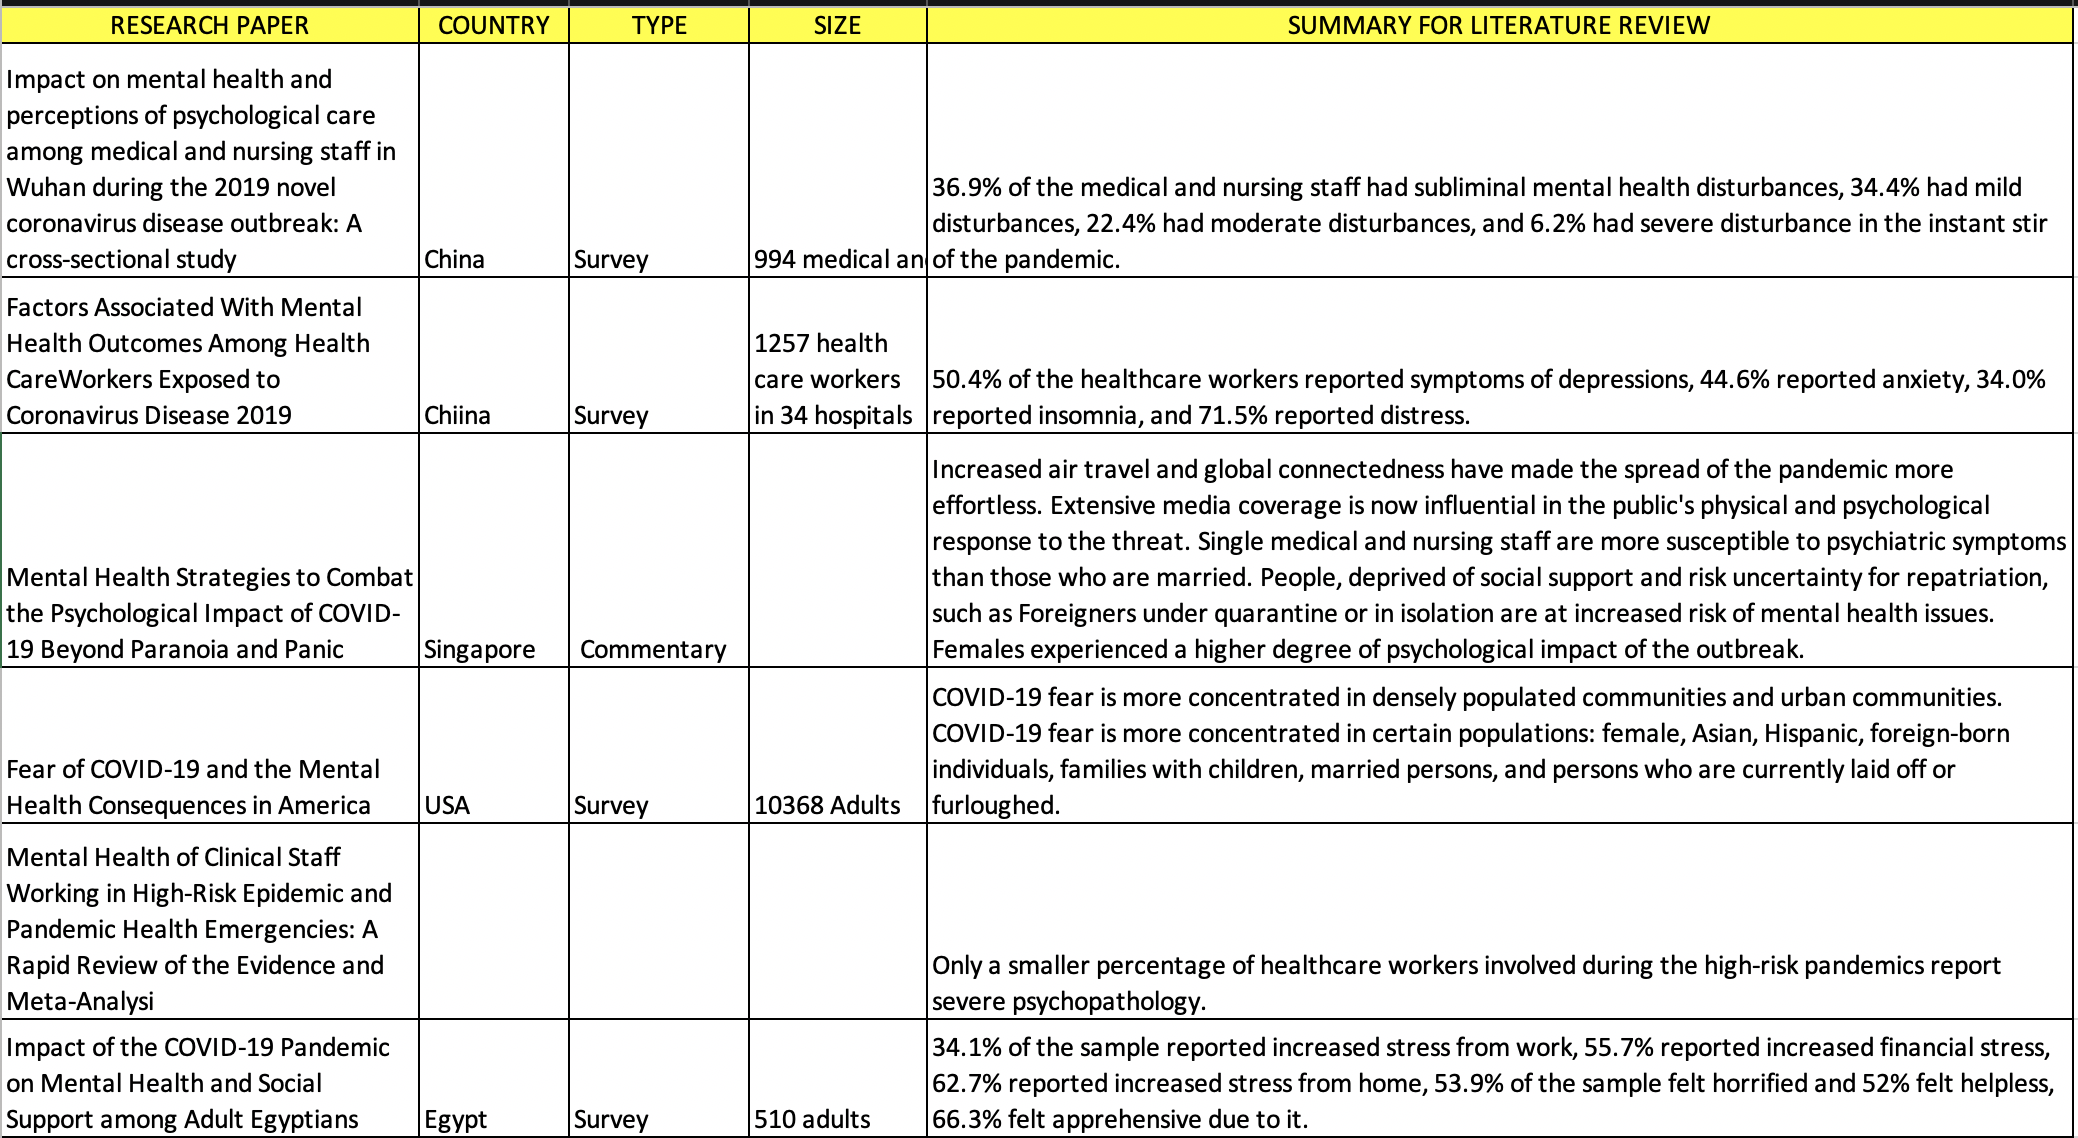 RESEARCH PAPER COUNTRY TYPE SIZE SUMMARY FOR LITERATURE REVIEW
Impact on mental health and
perceptions of psychological care
among medical and nursing staff in
Wuhan during the 2019 novel
coronavirus disease outbreak: A
cross-sectional study
China
Survey
994 medical an
36.9% of the medical and nursing staff had subliminal mental health disturbances, 34.4% had mild
disturbances, 22.4% had moderate disturbances, and 6.2% had severe disturbance in the instant stir
of the pandemic.
Factors Associated With Mental
Health Outcomes Among Health
CareWorkers Exposed to
Coronavirus Disease 2019
Chiina
Survey
1257 health
care workers
in 34 hospitals
50.4% of the healthcare workers reported symptoms of depressions, 44.6% reported anxiety, 34.0%
reported insomnia, and 71.5% reported distress.
Mental Health Strategies to Combat
the Psychological Impact of COVID-
19 Beyond Paranoia and Panic
Singapore
Commentary
Increased air travel and global connectedness have made the spread of the pandemic more
effortless. Extensive media coverage is now influential in the public's physical and psychological
response to the threat. Single medical and nursing staff are more susceptible to psychiatric symptoms
than those who are married. People, deprived of social support and risk uncertainty for repatriation,
such as Foreigners under quarantine or in isolation are at increased risk of mental health issues.
Females experienced a higher degree of psychological impact of the outbreak.
Fear of COVID-19 and the Mental
Health Consequences in America
USA
Survey
10368 Adults
COVID-19 fear is more concentrated in densely populated communities and urban communities.
COVID-19 fear is more concentrated in certain populations: female, Asian, Hispanic, foreign-born
individuals, families with children, married persons, and persons who are currently laid off or
furloughed.
Mental Health of Clinical Staff
Working in High-Risk Epidemic and
Pandemic Health Emergencies: A
Rapid Review of the Evidence and
Meta-Analysi
Only a smaller percentage of healthcare workers involved during the high-risk pandemics report
severe psychopathology.
Impact of the COVID-19 Pandemic
on Mental Health and Social
Support among Adult Egyptians
Egypt
Survey
510 adults
34.1% of the sample reported increased stress from work, 55.7% reported increased financial stress,
62.7% reported increased stress from home, 53.9% of the sample felt horrified and 52% felt helpless,
66.3% felt apprehensive due to it.